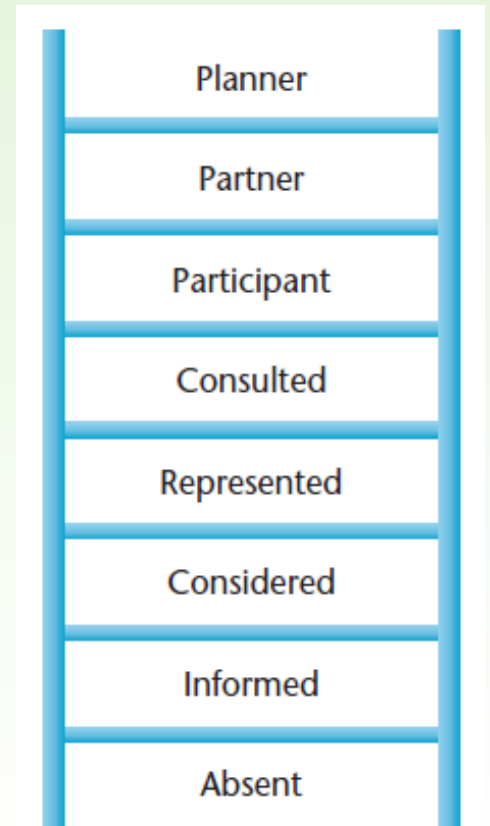 Planner
Partner
Participant
Consulted
Represented
Considered
Informed
Absent